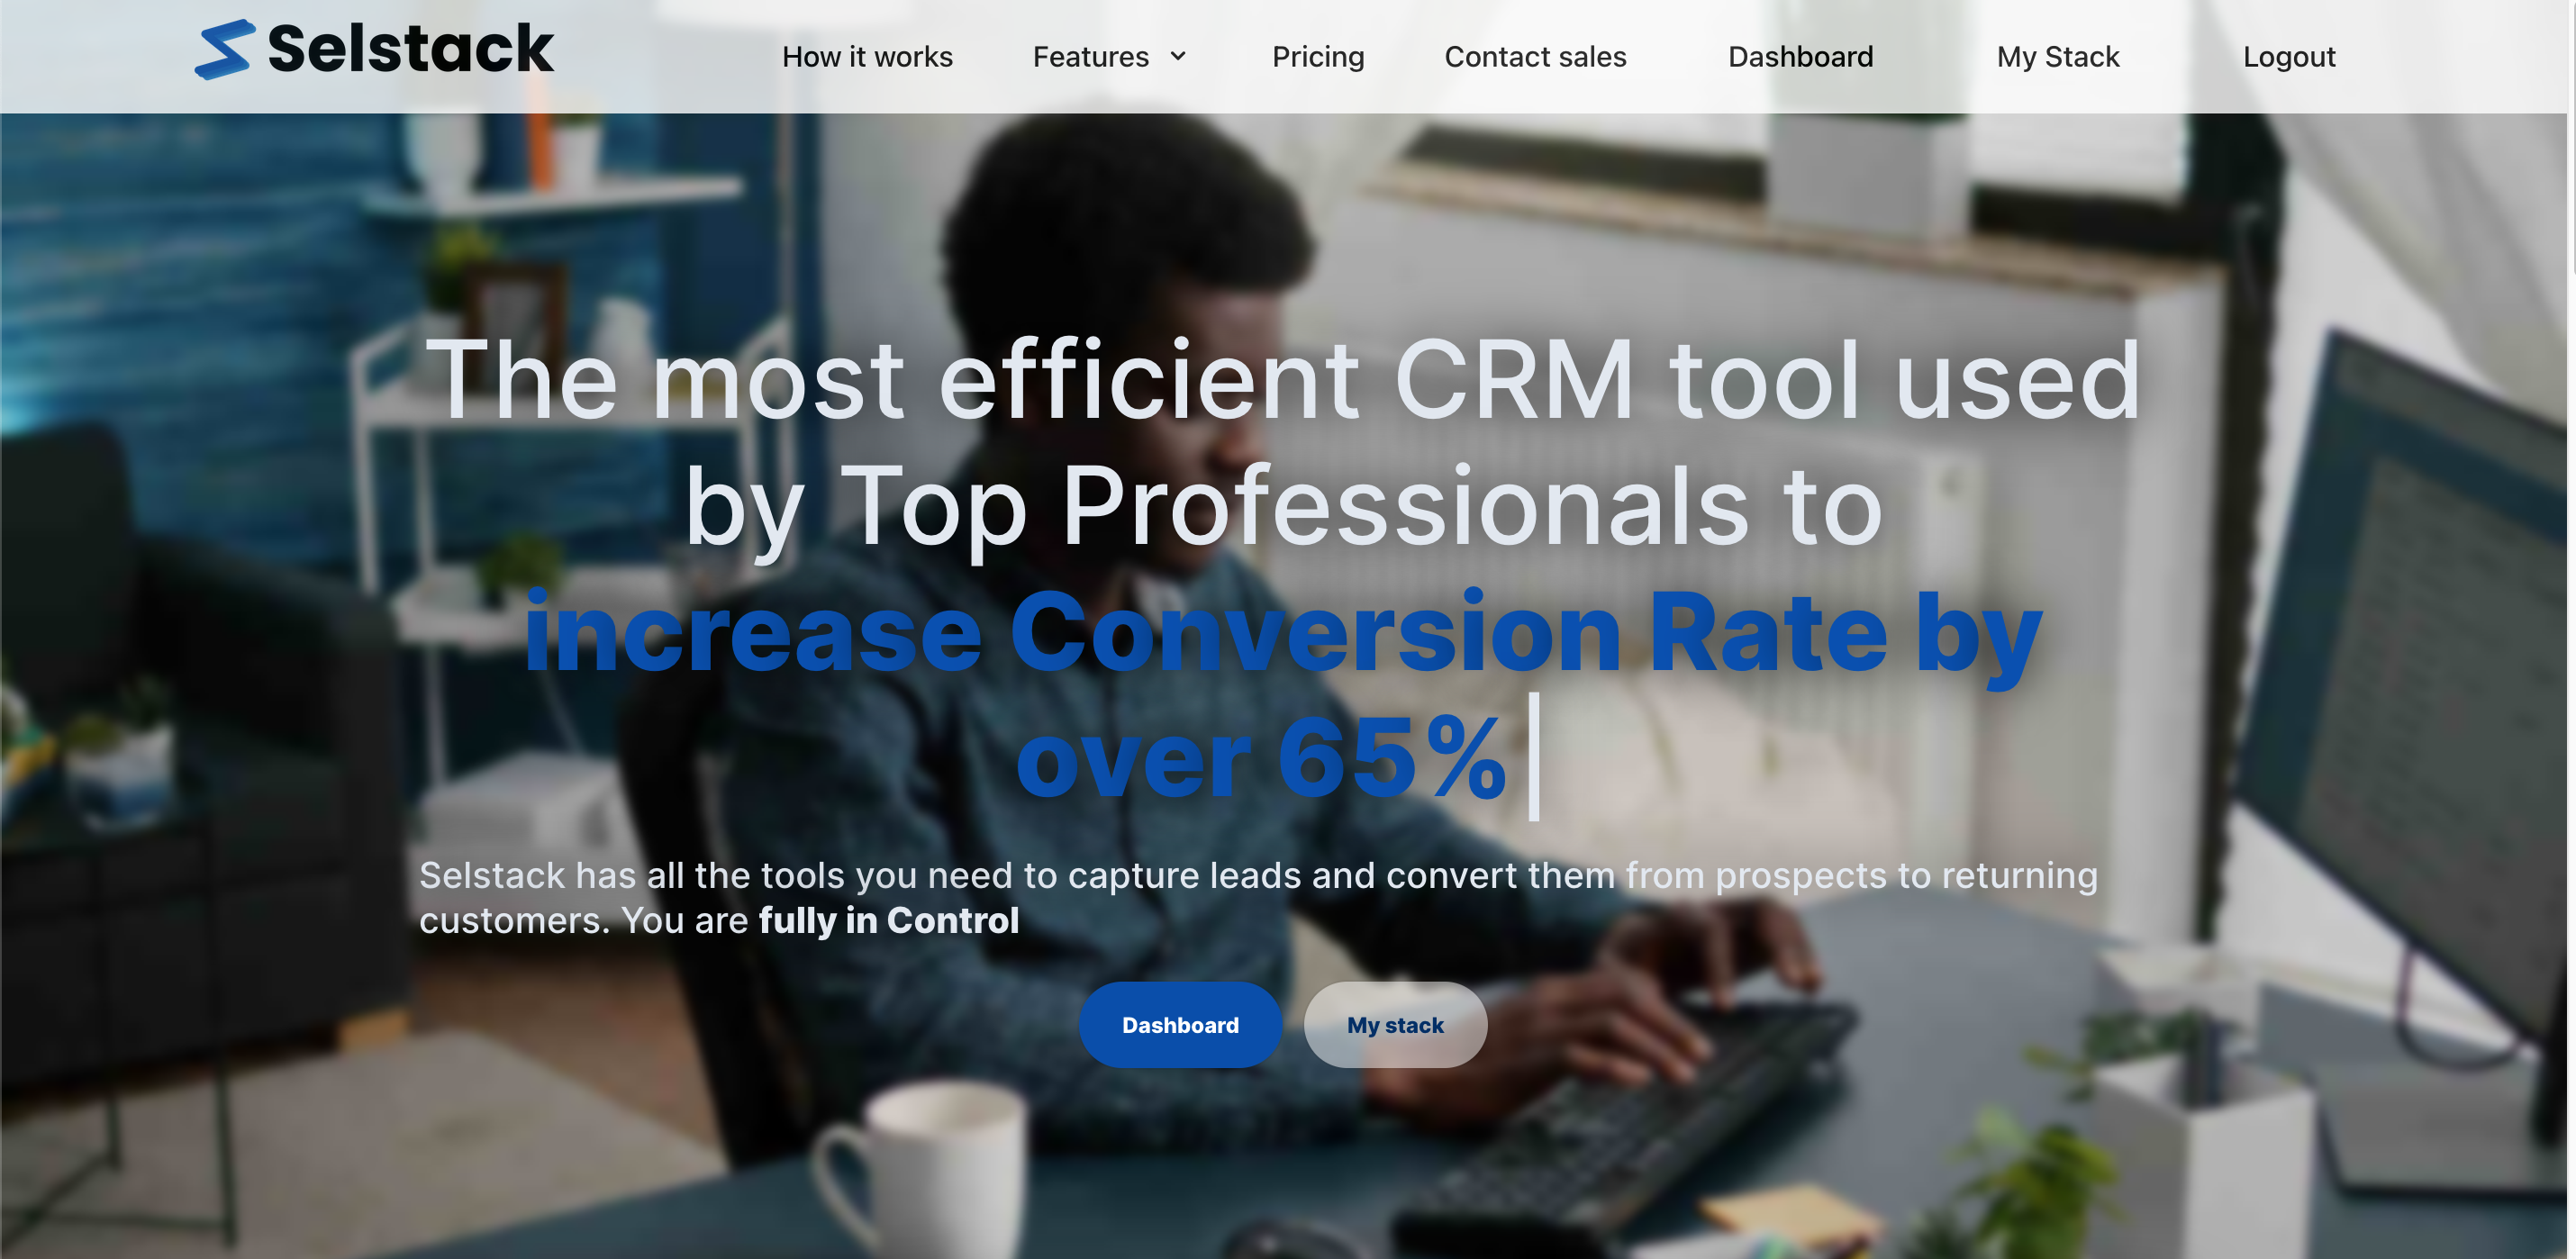 Selstack
How it works
Features
Pricing
Contact sales
Dashboard
My Stack
Logout
The most efficient CRM tool used
by Top Professionals to
increase Conversion Rate by
over 65%
Selstack has all the tools you need to capture leads and convert them from prospects to returning
customers. You are fully in Control
Dashboard
My stack